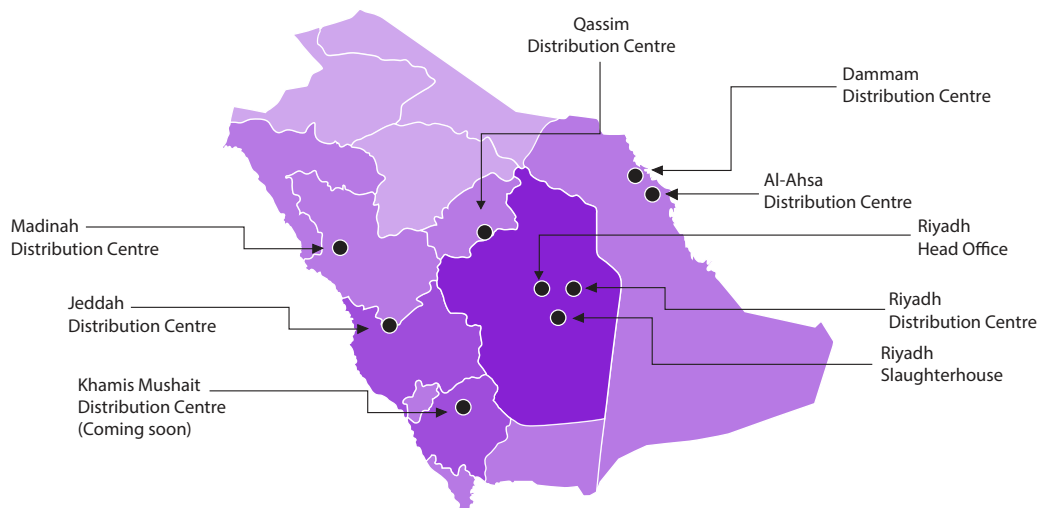 Qassim
Distribution Centre
Dammam
Distribution Centre
Al-Ahsa
Distribution Centre
Madinah
Distribution Centre
Riyadh
Head Office
Jeddah
Distribution Centre
Riyadh
Distribution Centre
Riyadh
Slaughterhouse
Khamis Mushait
Distribution Centre
(Coming soon)